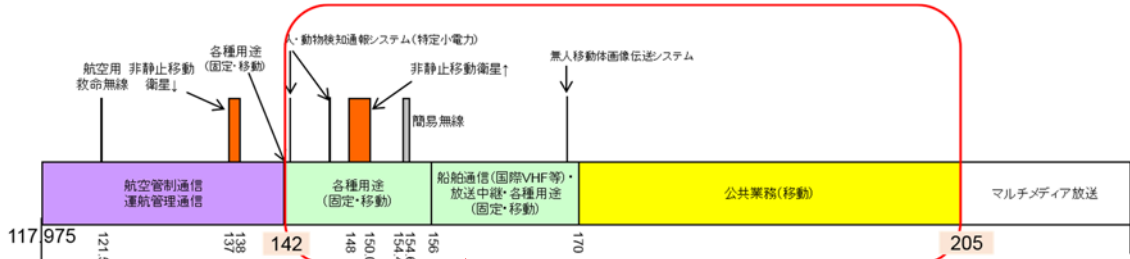 各種用途
(固定・移動)
人・動物検知通報システム(特定小電力)
航空用
救命無線
非静止移動
衛星↓
非静止移動衛星↑
簡易無線
無人移動体画像伝送システム
航空管制通信
運航管理通信
各種用途
(固定・移動)
船舶通信(国際VHF等)・
放送中継・各種用途
(固定・移動)
公共業務(移動)
マルチメディア放送
117.975
137
138
142
148
156
170
205